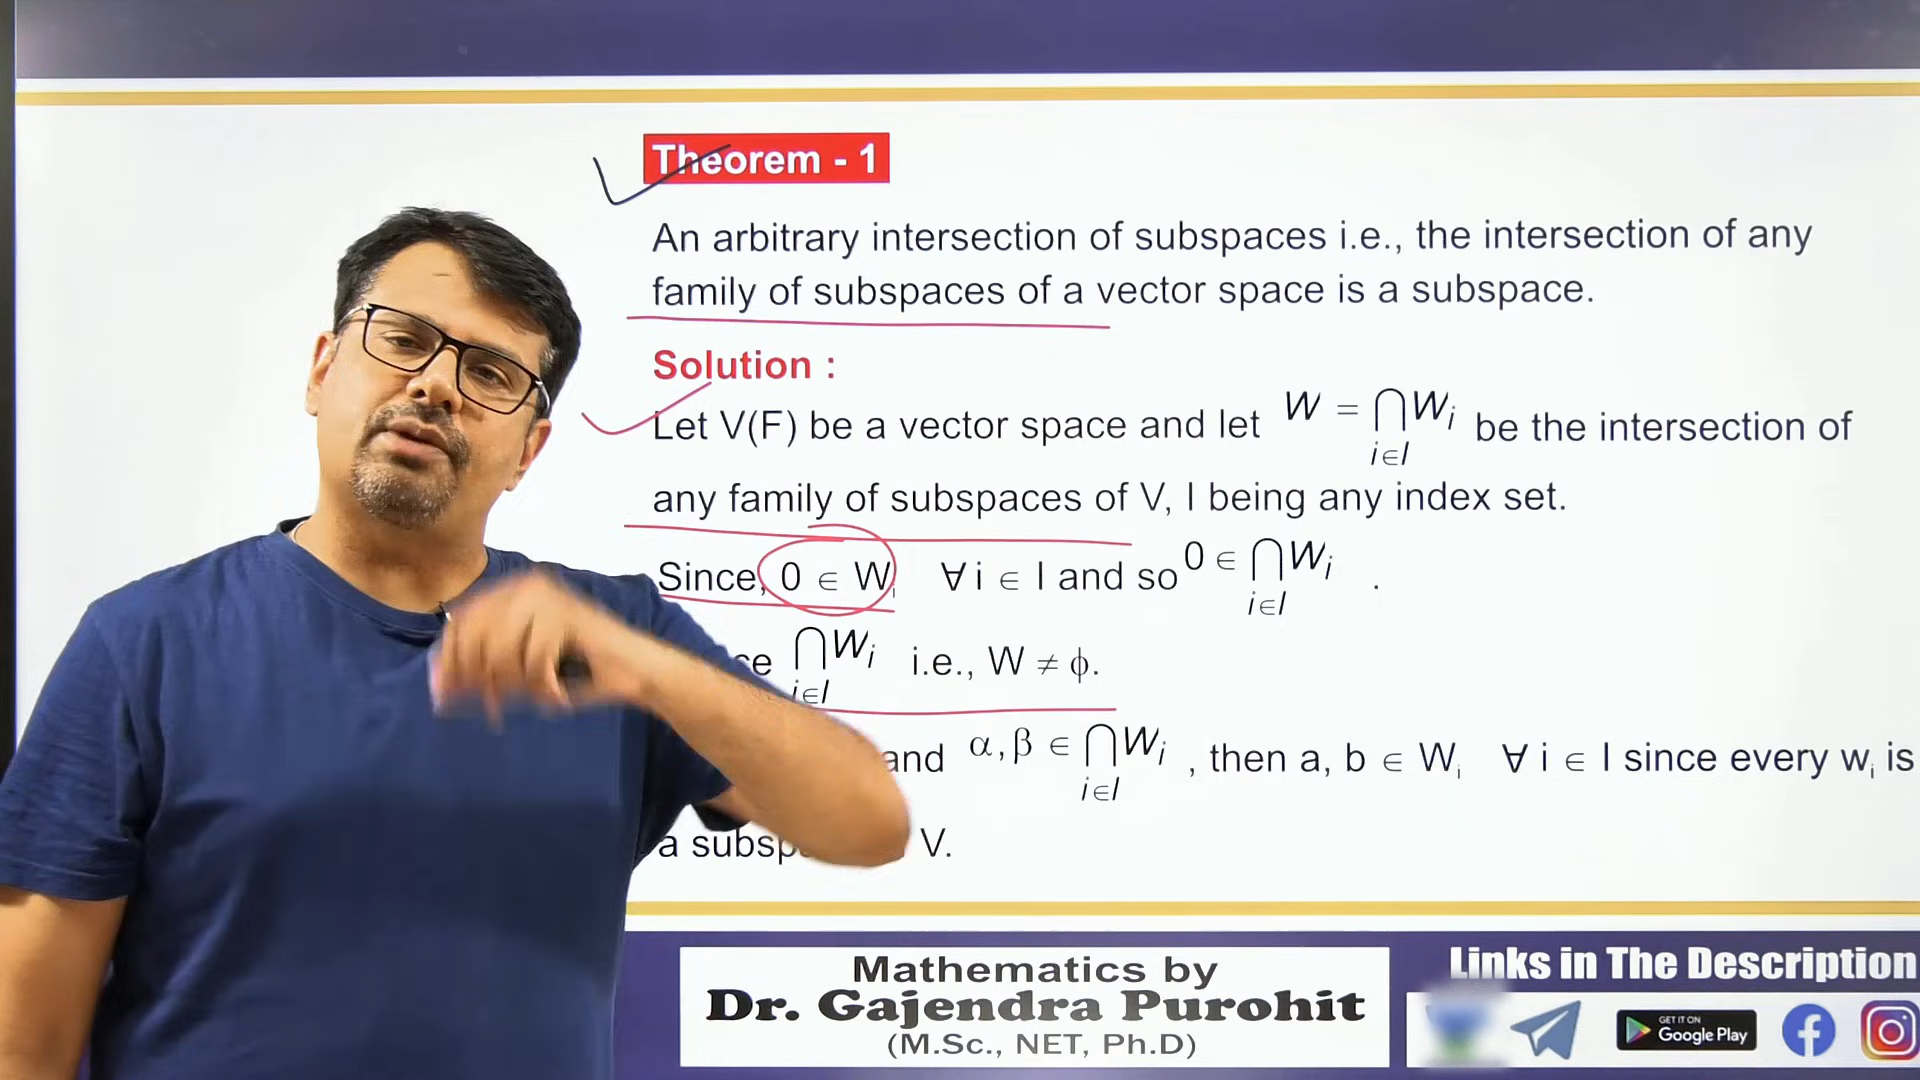 Theorem - 1
An arbitrary intersection of subspaces i.e., the intersection of any
family of subspaces of a vector space is a subspace.
Solution :
Let V(F) be a vector space and let W = ⋂_{i∈I} W_i be the intersection of
any family of subspaces of V, I being any index set.
Since, 0 ∈ W_i ∀ i ∈ I and so 0 ∈ ⋂_{i∈I} W_i .
⋂_{i∈I} W_i i.e., W ≠ ϕ.
and α, β ∈ ⋂_{i∈I} W_i , then a, b ∈ W_i ∀ i ∈ I since every w_i is
a V.
Mathematics by
Dr. Gajendra Purohit
(M.Sc., NET, Ph.D)
Links in The Description
GET IT ON
Google Play